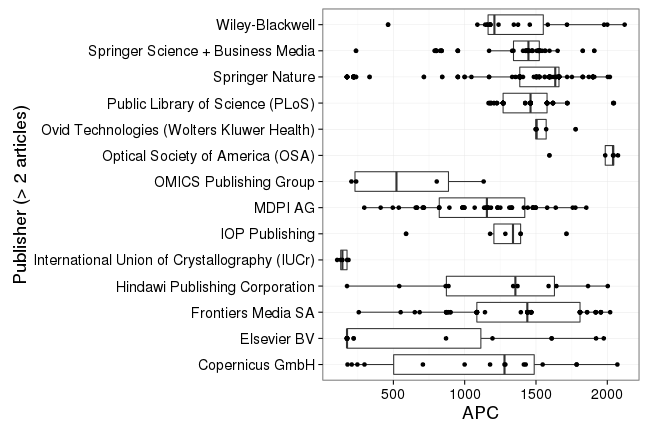 Wiley-Blackwell
Springer Science + Business Media
Springer Nature
Public Library of Science (PLoS)
Ovid Technologies (Wolters Kluwer Health)
Optical Society of America (OSA)
OMICS Publishing Group
MDPI AG
IOP Publishing
International Union of Crystallography (IUCr)
Hindawi Publishing Corporation
Frontiers Media SA
Elsevier BV
Copernicus GmbH
Publisher (> 2 articles)
500 1000 1500 2000
APC